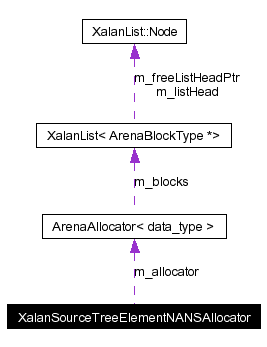 XalanList::Node
m_freeListHeadPtr
m_listHead
XalanList< ArenaBlockType *>
m_blocks
ArenaAllocator< data_type >
m_allocator
XalanSourceTreeElementNANSAllocator